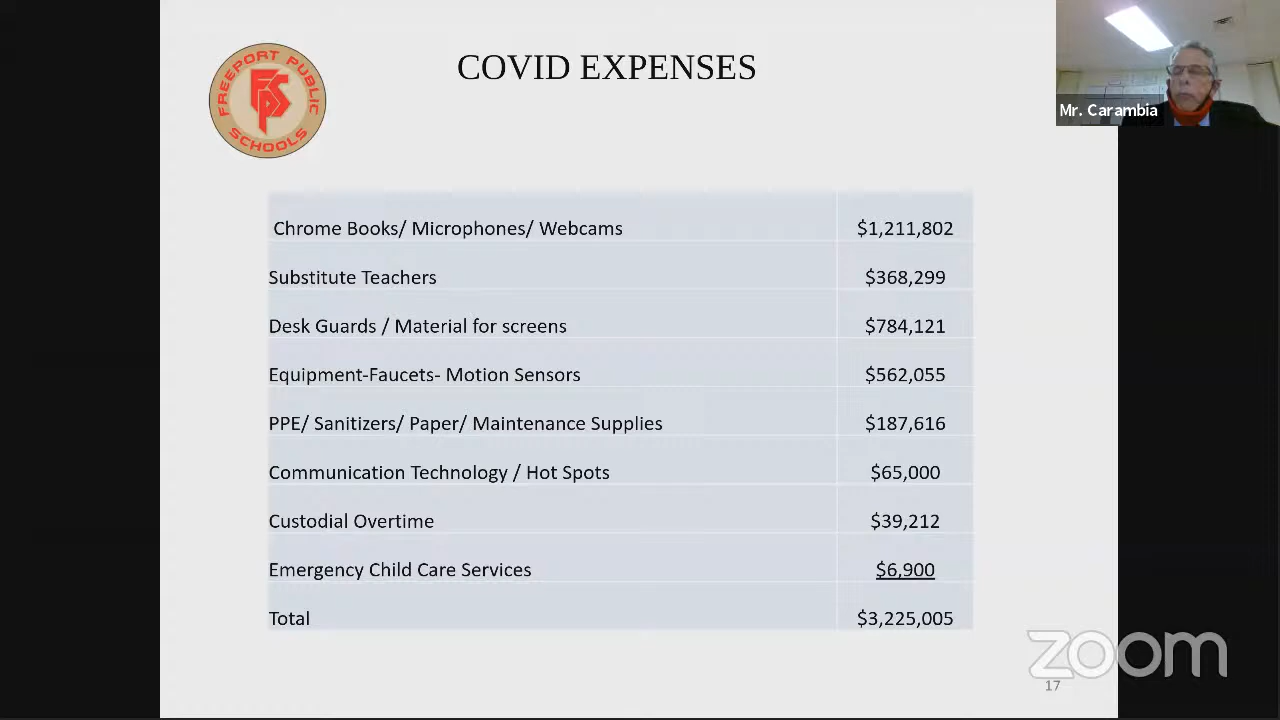 FREEPORT PUBLIC SCHOOLS
FPS
COVID EXPENSES
Mr. Carambia
Chrome Books/ Microphones/ Webcams $1,211,802
Substitute Teachers $368,299
Desk Guards / Material for screens $784,121
Equipment-Faucets- Motion Sensors $562,055
PPE/ Sanitizers/ Paper/ Maintenance Supplies $187,616
Communication Technology / Hot Spots $65,000
Custodial Overtime $39,212
Emergency Child Care Services $6,900
Total $3,225,005
zoom
17